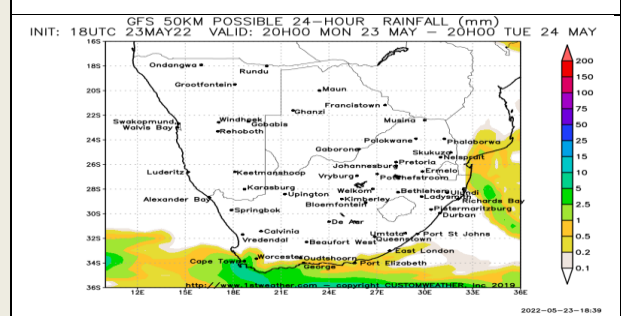 GFS 50KM POSSIBLE 24-HOUR RAINFALL (mm)
INIT: 18UTC 23MAY22 VALID: 20H00 MON 23 MAY – 20H00 TUE 24 MAY
16S
18S
20S
22S
24S
26S
28S
30S
32S
34S
36S
Ondangwa
Rundu
Grootfontein
Maun
Francistown
Ghanzi
Musina
Swakopmund
Windhoek
Gobabis
Walvis Bay
Rehoboth
Polokwane
Phalaborwa
Gaborone
Skukuza
Nelspruit
Johannesburg
Pretoria
Luderitz
Keetmanshoop
Vryburg
Potchefstroom
Ermelo
Karasburg
Upington
Welkom
Bethlehem
Ulundi
Alexander Bay
Kimberley
Ladysmith
Richards Bay
Bloemfontein
Springbok
Pietermaritzburg
Durban
De Aar
Calvinia
Umtata
Port St Johns
Vredendal
Beaufort West
Queenstown
East London
Cape Town
Worcester
Oudtshoorn
George
Port Elizabeth
http://www.1stweather.com – copyright CUSTOMWEATHER, Inc 2019
12E
15E
18E
21E
24E
27E
30E
33E
36E
200
150
100
75
50
25
15
10
5
2.5
1
0.5
0.2
0.1
2022-05-23-18:39